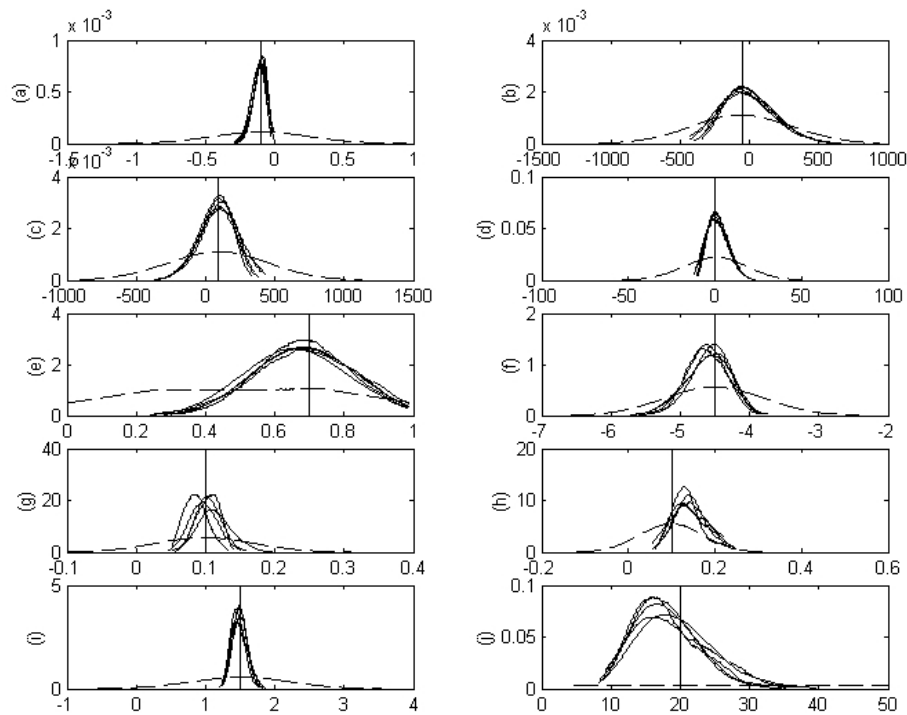 x 10⁻³
1
0.5
0
(a)
-1.5 -1 -0.5 0 0.5 1
x 10⁻³
4
2
0
(b)
-1500 -1000 -500 0 500 1000
x 10⁻³
4
2
0
(c)
-1000 -500 0 500 1000 1500
0.1
0.05
0
(d)
-100 -50 0 50 100
4
2
0
(e)
0 0.2 0.4 0.6 0.8 1
2
1
0
(f)
-7 -6 -5 -4 -3 -2
40
20
0
(g)
-0.1 0 0.1 0.2 0.3 0.4
20
10
0
(h)
-0.2 0 0.2 0.4 0.6
5
0
(i)
-1 0 1 2 3 4
0.1
0.05
0
(j)
10 20 30 40 50